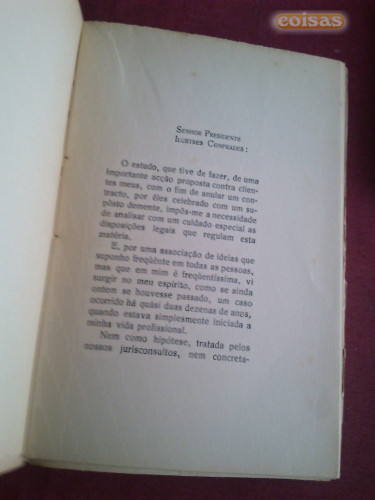 coisas
SENHOR PRESIDENTE
ILUSTRES CONFRADES:
O estudo, que tive de fazer, de uma
importante acção proposta contra clien-
tes meus, com o fim de anular um con-
tracto, por êles celebrado com um su-
pôsto demente, impôs-me a necessidade
de analisar com um cuidado especial as
disposições legais que regulam esta
matéria.
E, por uma associação de ideias que
suponho freqüente em todas as pessoas,
mas que em mim é freqüentíssima, vi
surgir no meu espírito, como se ainda
ontem se houvesse passado, um caso
ocorrido há quási duas dezenas de anos,
quando estava simplesmente iniciada a
minha vida profissional.
Nem como hipótese, tratada pelos
nossos jurisconsultos, nem concreta-